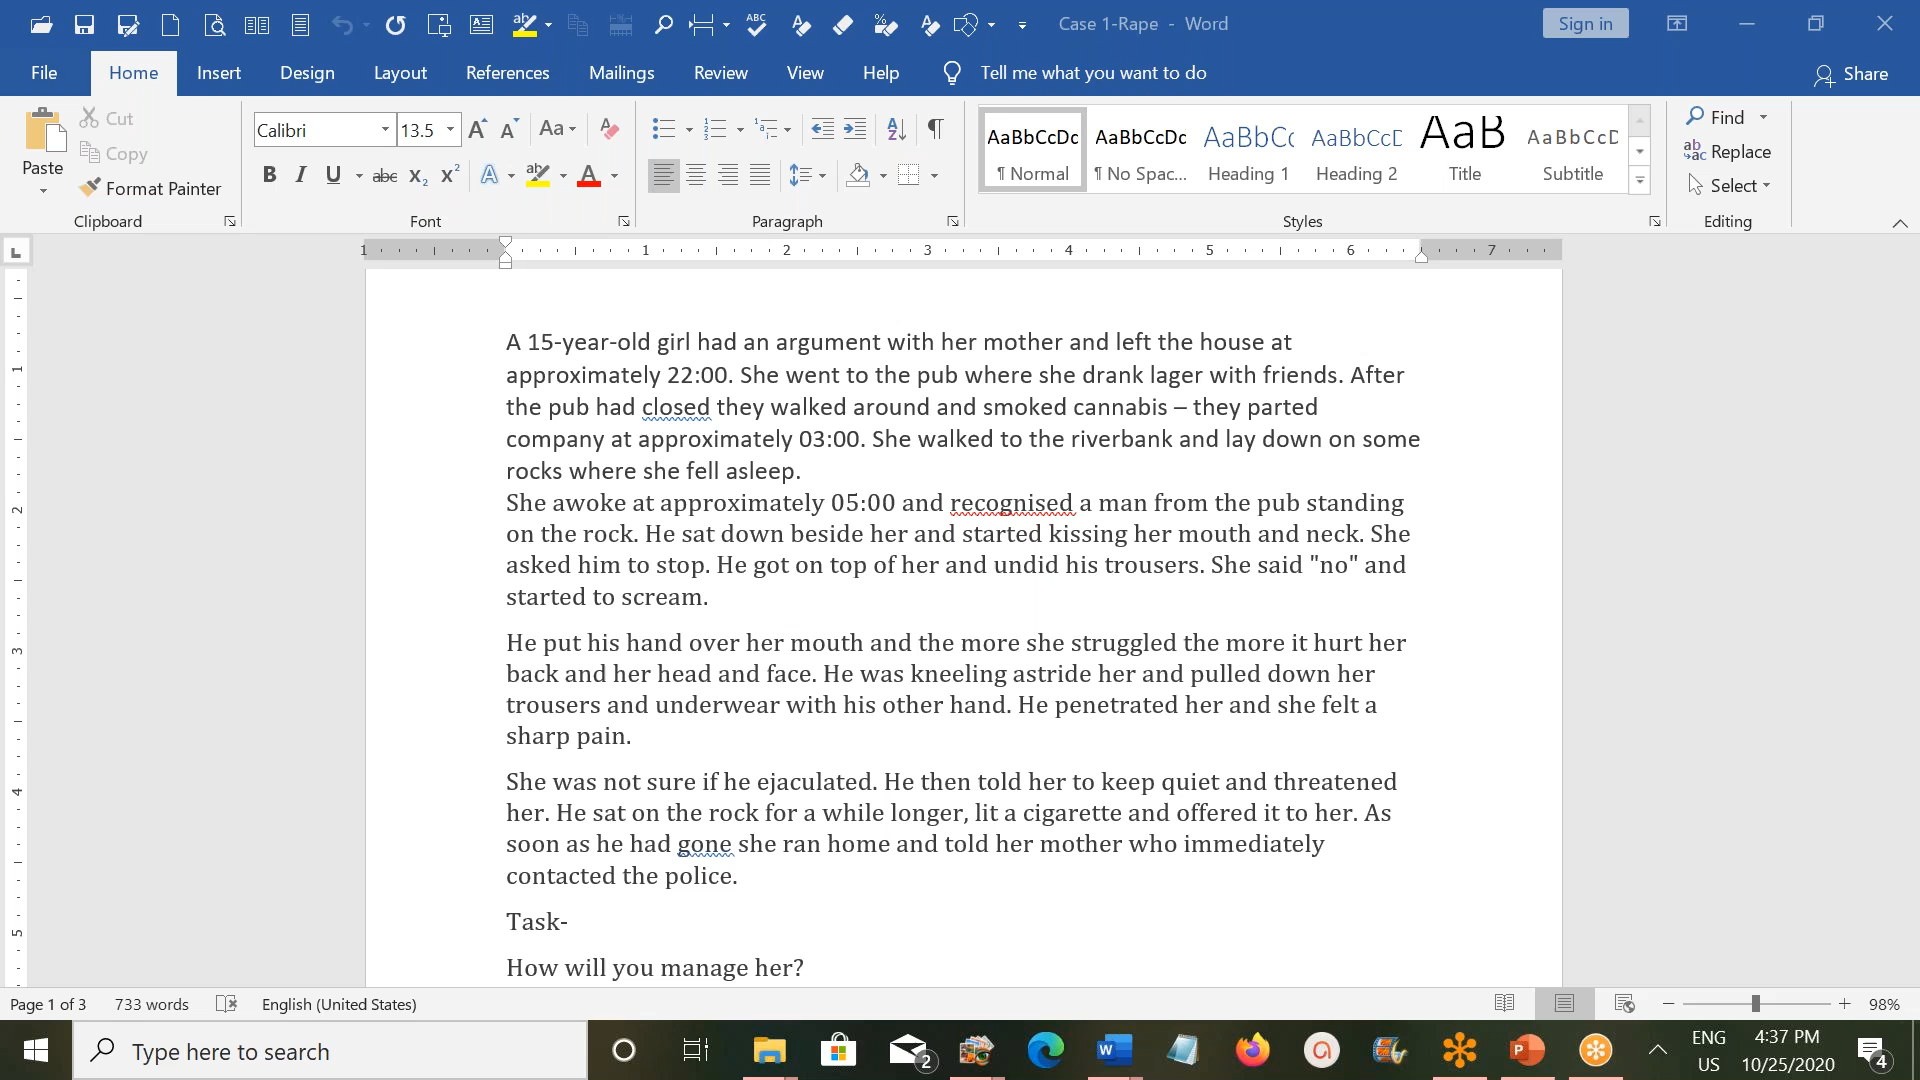 Case 1-Rape - Word
Sign in
File Home Insert Design Layout References Mailings Review View Help Tell me what you want to do Share
Cut
Copy
Paste
Format Painter
Clipboard
Calibri 13.5
Font
Paragraph
AaBbCcDc AaBbCcDc AaBbCc AaBbCcD AaB AaBbCcD
¶ Normal ¶ No Spac... Heading 1 Heading 2 Title Subtitle
Styles
Find
Replace
Select
Editing
1 1 2 3 4 5 6 7
A 15-year-old girl had an argument with her mother and left the house at
approximately 22:00. She went to the pub where she drank lager with friends. After
the pub had closed they walked around and smoked cannabis – they parted
company at approximately 03:00. She walked to the riverbank and lay down on some
rocks where she fell asleep.
She awoke at approximately 05:00 and recognised a man from the pub standing
on the rock. He sat down beside her and started kissing her mouth and neck. She
asked him to stop. He got on top of her and undid his trousers. She said "no" and
started to scream.
He put his hand over her mouth and the more she struggled the more it hurt her
back and her head and face. He was kneeling astride her and pulled down her
trousers and underwear with his other hand. He penetrated her and she felt a
sharp pain.
She was not sure if he ejaculated. He then told her to keep quiet and threatened
her. He sat on the rock for a while longer, lit a cigarette and offered it to her. As
soon as he had gone she ran home and told her mother who immediately
contacted the police.
Task-
How will you manage her?
Page 1 of 3 733 words English (United States) 98%
Type here to search
2
ENG
US
4:37 PM
10/25/2020
4